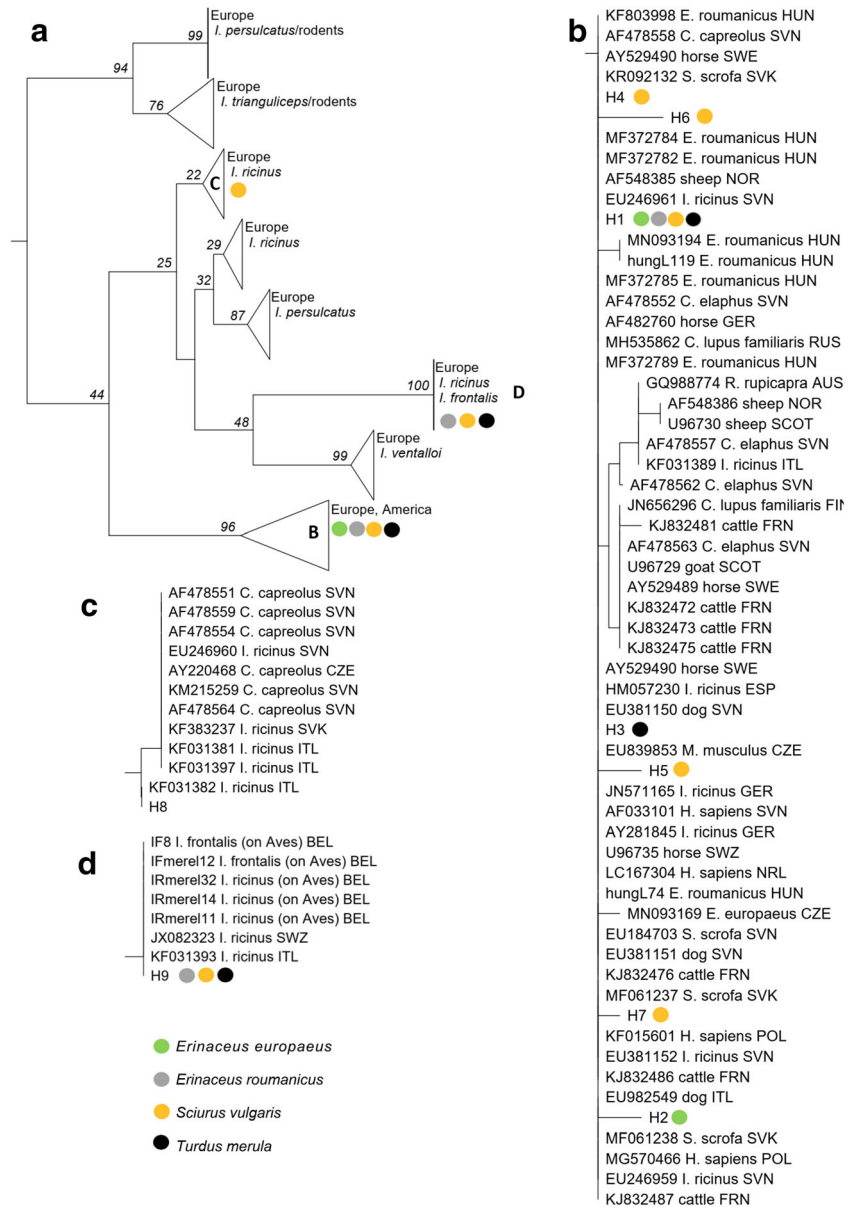 a
Europe
I. persulcatus/rodents
99
94
Europe
I. trianguliceps/rodents
76
Europe
I. ricinus
22
C
Europe
I. ricinus
29
25
32
Europe
I. persulcatus
87
Europe
I. ricinus
I. frontalis
100
D
44
48
Europe
I. ventalloi
99
Europe, America
96
B
b
KF803998 E. roumanicus HUN
AF478558 C. capreolus SVN
AY529490 horse SWE
KR092132 S. scrofa SVK
H4
H6
MF372784 E. roumanicus HUN
MF372782 E. roumanicus HUN
AF548385 sheep NOR
EU246961 I. ricinus SVN
H1
MN093194 E. roumanicus HUN
hungL119 E. roumanicus HUN
MF372785 E. roumanicus HUN
AF478552 C. elaphus SVN
AF482760 horse GER
MH535862 C. lupus familiaris RUS
MF372789 E. roumanicus HUN
GQ988774 R. rupicapra AUS
AF548386 sheep NOR
U96730 sheep SCOT
AF478557 C. elaphus SVN
KF031389 I. ricinus ITL
AF478562 C. elaphus SVN
JN656296 C. lupus familiaris FIN
KJ832481 cattle FRN
AF478563 C. elaphus SVN
U96729 goat SCOT
AY529489 horse SWE
KJ832472 cattle FRN
KJ832473 cattle FRN
KJ832475 cattle FRN
AY529490 horse SWE
HM057230 I. ricinus ESP
EU381150 dog SVN
H3
EU839853 M. musculus CZE
H5
JN571165 I. ricinus GER
AF033101 H. sapiens SVN
AY281845 I. ricinus GER
U96735 horse SWZ
LC167304 H. sapiens NRL
hungL74 E. roumanicus HUN
MN093169 E. europaeus CZE
EU184703 S. scrofa SVN
EU381151 dog SVN
KJ832476 cattle FRN
MF061237 S. scrofa SVK
H7
KF015601 H. sapiens POL
EU381152 I. ricinus SVN
KJ832486 cattle FRN
EU982549 dog ITL
H2
MF061238 S. scrofa SVK
MG570466 H. sapiens POL
EU246959 I. ricinus SVN
KJ832487 cattle FRN
c
AF478551 C. capreolus SVN
AF478559 C. capreolus SVN
AF478554 C. capreolus SVN
EU246960 I. ricinus SVN
AY220468 C. capreolus CZE
KM215259 C. capreolus SVN
AF478564 C. capreolus SVN
KF383237 I. ricinus SVK
KF031381 I. ricinus ITL
KF031397 I. ricinus ITL
KF031382 I. ricinus ITL
H8
d
IF8 I. frontalis (on Aves) BEL
IFmerel12 I. frontalis (on Aves) BEL
IRmerel32 I. ricinus (on Aves) BEL
IRmerel14 I. ricinus (on Aves) BEL
IRmerel11 I. ricinus (on Aves) BEL
JX082323 I. ricinus SWZ
KF031393 I. ricinus ITL
H9
Erinaceus europaeus
Erinaceus roumanicus
Sciurus vulgaris
Turdus merula